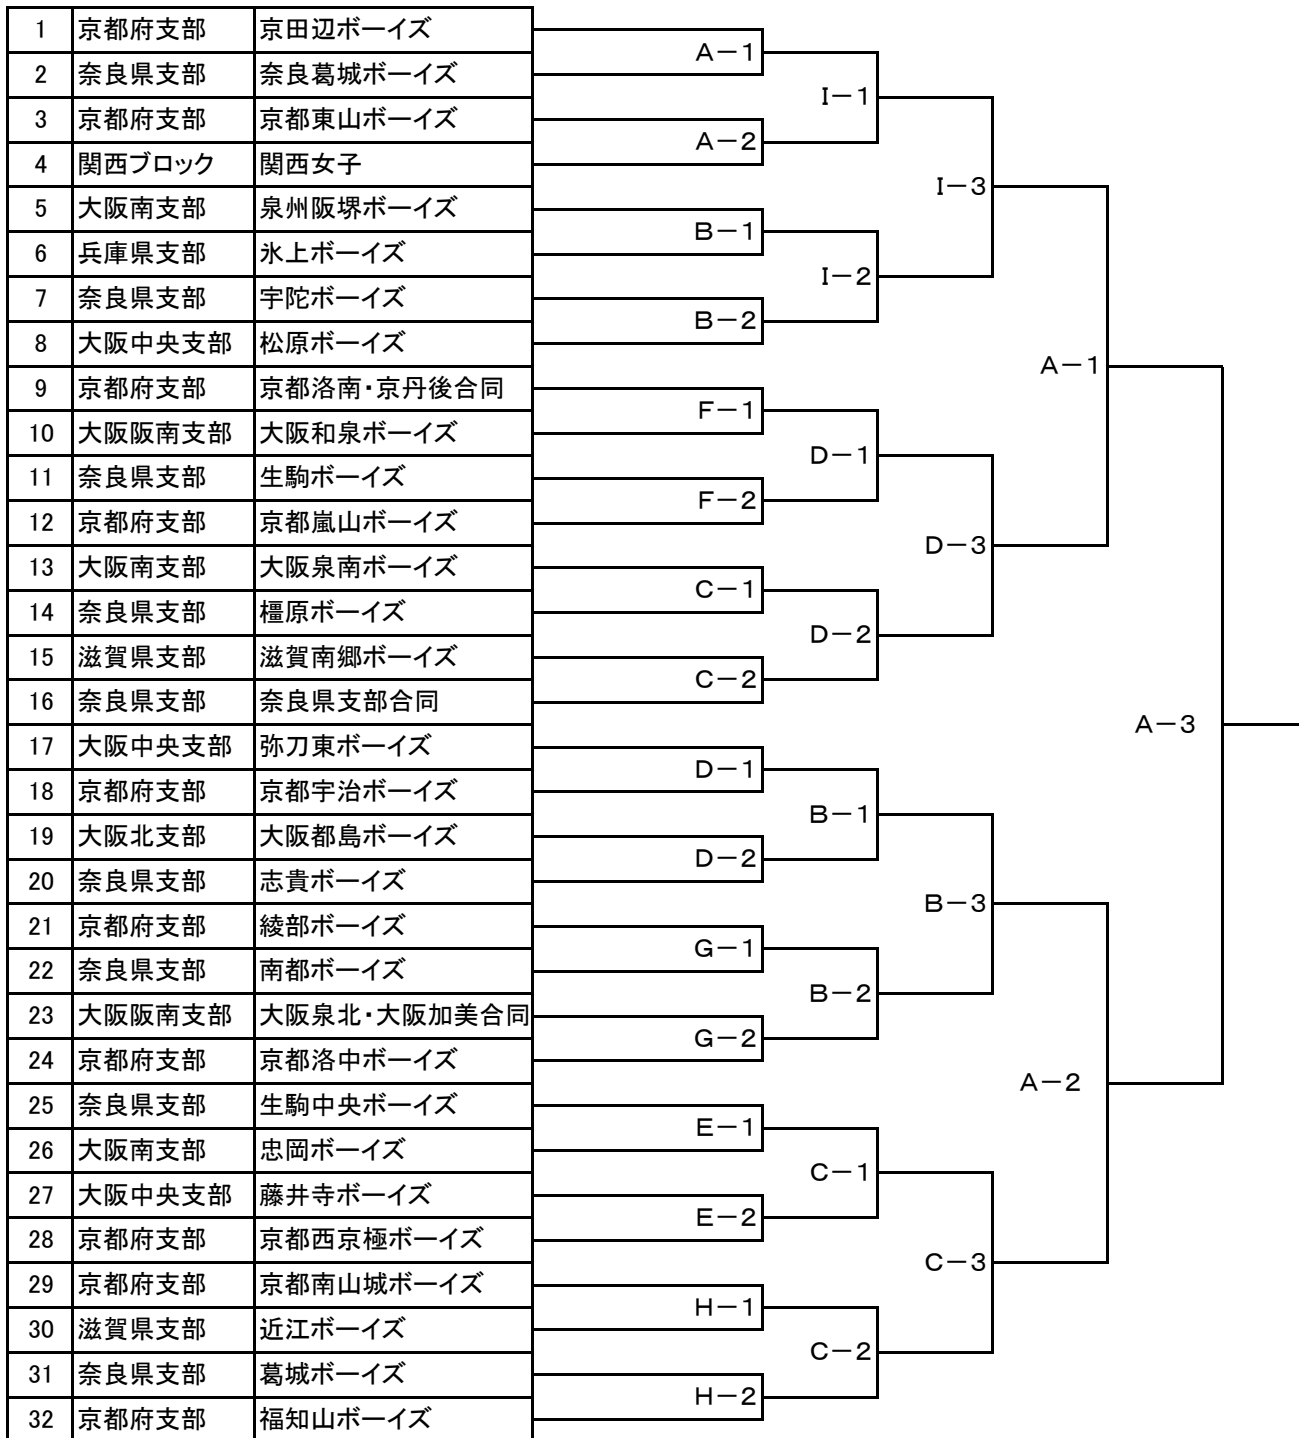 1 京都府支部 京田辺ボーイズ
A－1
2 奈良県支部 奈良葛城ボーイズ
I－1
3 京都府支部 京都東山ボーイズ
A－2
4 関西ブロック 関西女子
I－3
5 大阪南支部 泉州阪堺ボーイズ
B－1
6 兵庫県支部 氷上ボーイズ
I－2
7 奈良県支部 宇陀ボーイズ
B－2
8 大阪中央支部 松原ボーイズ
A－1
9 京都府支部 京都洛南・京丹後合同
F－1
10 大阪阪南支部 大阪和泉ボーイズ
D－1
11 奈良県支部 生駒ボーイズ
F－2
12 京都府支部 京都嵐山ボーイズ
D－3
13 大阪南支部 大阪泉南ボーイズ
C－1
14 奈良県支部 橿原ボーイズ
D－2
15 滋賀県支部 滋賀南郷ボーイズ
C－2
16 奈良県支部 奈良県支部合同
A－3
17 大阪中央支部 弥刀東ボーイズ
D－1
18 京都府支部 京都宇治ボーイズ
B－1
19 大阪北支部 大阪都島ボーイズ
D－2
20 奈良県支部 志貴ボーイズ
B－3
21 京都府支部 綾部ボーイズ
G－1
22 奈良県支部 南都ボーイズ
B－2
23 大阪阪南支部 大阪泉北・大阪加美合同
G－2
24 京都府支部 京都洛中ボーイズ
A－2
25 奈良県支部 生駒中央ボーイズ
E－1
26 大阪南支部 忠岡ボーイズ
C－1
27 大阪中央支部 藤井寺ボーイズ
E－2
28 京都府支部 京都西京極ボーイズ
C－3
29 京都府支部 京都南山城ボーイズ
H－1
30 滋賀県支部 近江ボーイズ
C－2
31 奈良県支部 葛城ボーイズ
H－2
32 京都府支部 福知山ボーイズ